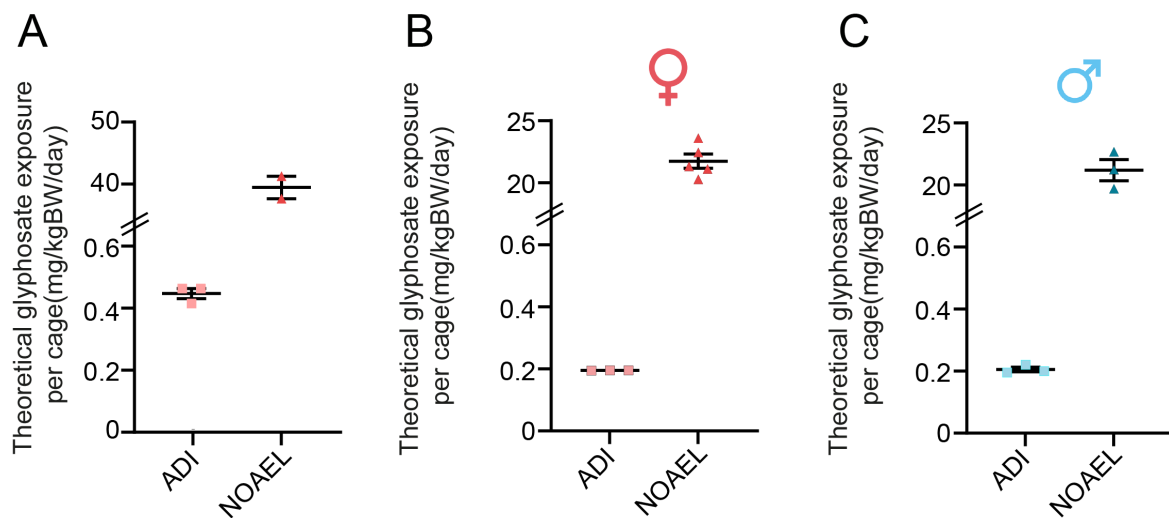 A
Theoretical glyphosate exposure
per cage(mg/kgBW/day)
50
40
0.6
0.4
0.2
0
ADI
NOAEL
B
Theoretical glyphosate exposure
per cage(mg/kgBW/day)
25
20
0.6
0.4
0.2
0
ADI
NOAEL
C
Theoretical glyphosate exposure
per cage(mg/kgBW/day)
25
20
0.6
0.4
0.2
0
ADI
NOAEL